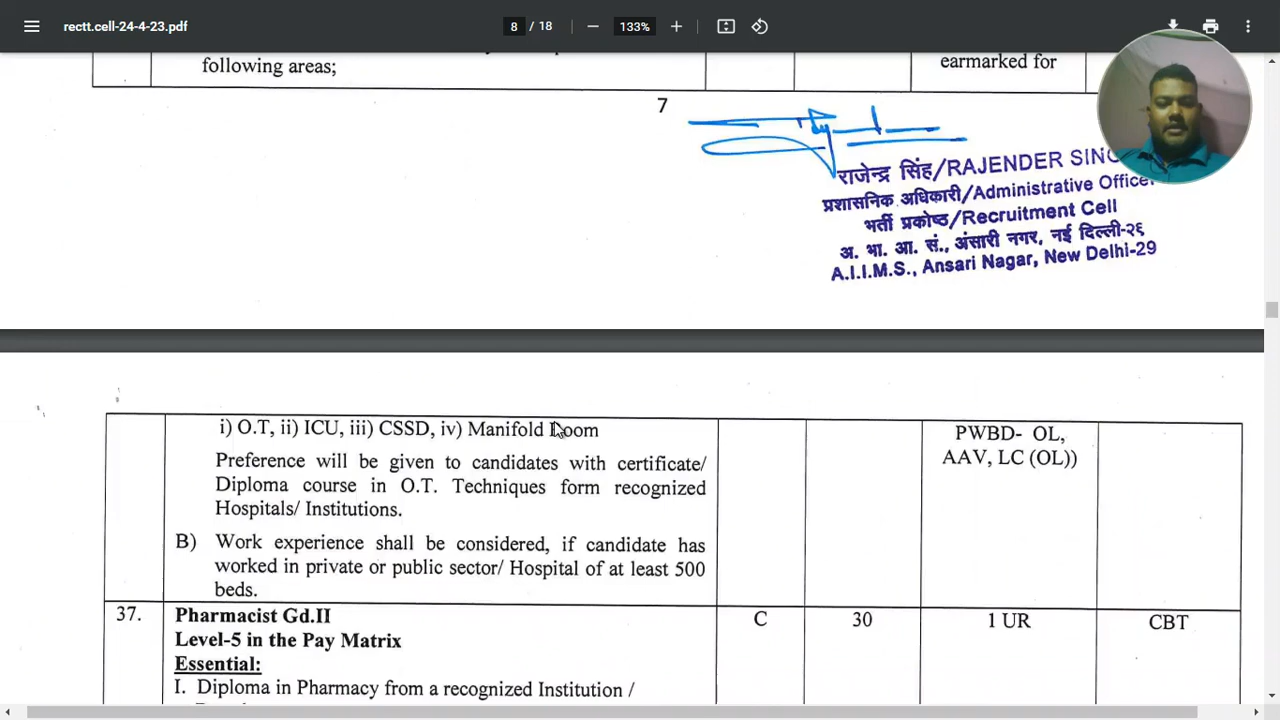 rectt.cell-24-4-23.pdf
8 / 18
133%
following areas;
earmarked for
7
राजेन्द्र सिंह/RAJENDER SING
प्रशासनिक अधिकारी/Administrative Officer
भर्ती प्रकोष्ठ/Recruitment Cell
अ. भा. आ. सं., अंसारी नगर, नई दिल्ली-२६
A.I.I.M.S., Ansari Nagar, New Delhi-29
i) O.T, ii) ICU, iii) CSSD, iv) Manifold Room
PWBD- OL,
AAV, LC (OL))
Preference will be given to candidates with certificate/
Diploma course in O.T. Techniques form recognized
Hospitals/ Institutions.
B) Work experience shall be considered, if candidate has
worked in private or public sector/ Hospital of at least 500
beds.
37. Pharmacist Gd.II C 30 1 UR CBT
Level-5 in the Pay Matrix
Essential:
I. Diploma in Pharmacy from a recognized Institution /